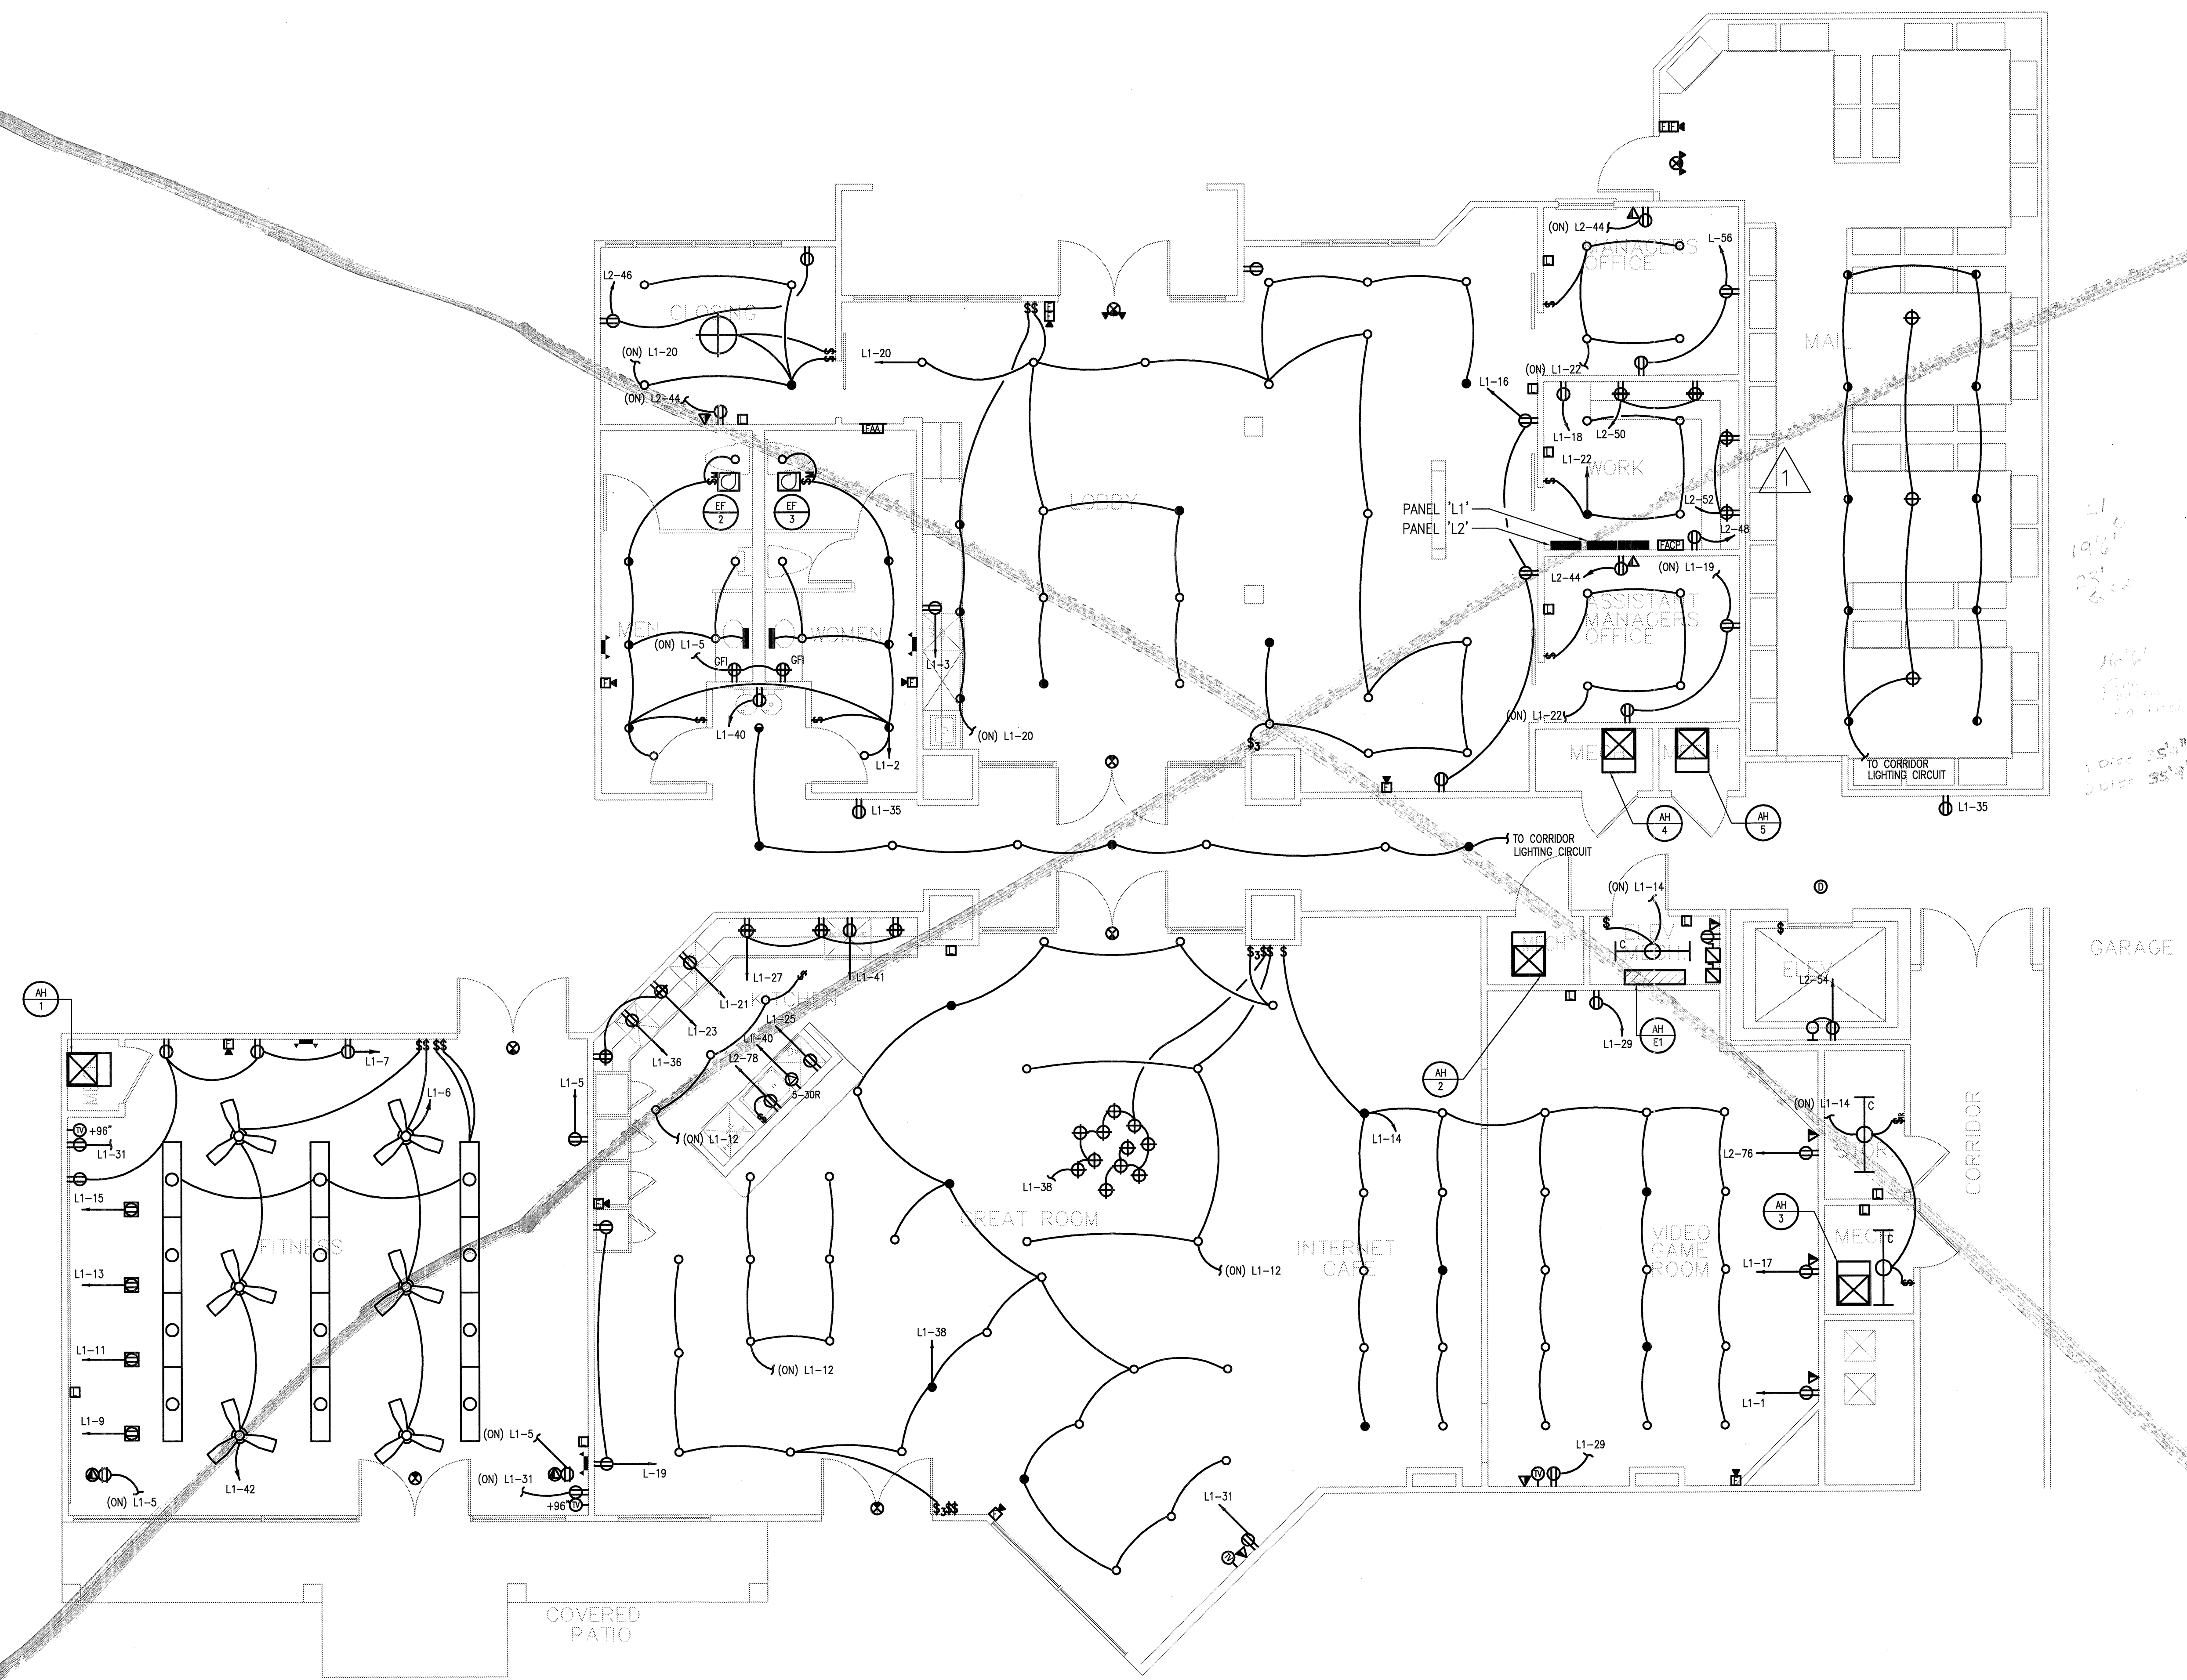 (ON) L2-44
MANAGERS
OFFICE
L-56
L2-46
CLOSING
(ON) L1-20
L1-20
(ON) L2-44
MAIL
(ON) L1-22
L1-16
FAA
L1-18
L2-50
L1-22
WORK
1
LOBBY
EF
2
EF
3
L2-52
PANEL 'L1'
PANEL 'L2'
FACP
L2-48
L2-44
(ON) L1-19
ASSISTANT
MANAGERS
OFFICE
MEN
WOMEN
(ON) L1-5
GFI
GFI
L1-3
L1-40
L1-2
(ON) L1-20
(ON) L1-22
MECH
MECH
TO CORRIDOR
LIGHTING CIRCUIT
L1-35
L1-35
AH
4
AH
5
TO CORRIDOR
LIGHTING CIRCUIT
D
(ON) L1-14
GARAGE
MECH
ELEV
MECH
C
ELEV
L2-54
AH
1
L1-27
L1-41
L1-21
KITCHEN
L1-23
L1-25
L1-36
L1-40
L2-78
5-30R
AH
E1
L1-29
AH
2
MECH
L1-7
L1-6
L1-5
TV +96"
L1-31
(ON) L1-12
L1-14
(ON) L1-14
C
STOR.
L2-76
CORRIDOR
L1-15
L1-38
AH
3
GREAT ROOM
FITNESS
INTERNET
CAFE
VIDEO
GAME
ROOM
MECH
C
L1-13
(ON) L1-12
L1-17
L1-11
L1-38
(ON) L1-12
L1-9
L1-1
(ON) L1-5
L1-29
L-19
(ON) L1-31
L1-42
(ON) L1-5
+96" TV
TV
L1-31
TV
COVERED
PATIO